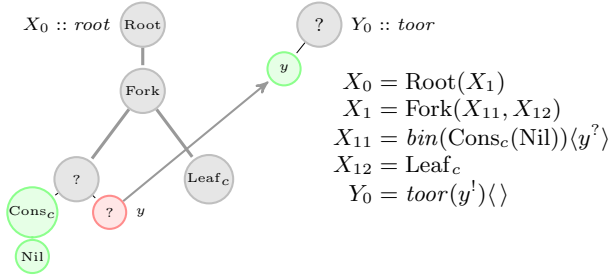 X₀ :: root
Root
?
Y₀ :: toor
y
Fork
X₀ = Root(X₁)
X₁ = Fork(X₁₁, X₁₂)
X₁₁ = bin(Cons_c(Nil))⟨y^?⟩
X₁₂ = Leaf_c
Y₀ = toor(y^!)⟨ ⟩
?
Leaf_c
Cons_c
?
y
Nil